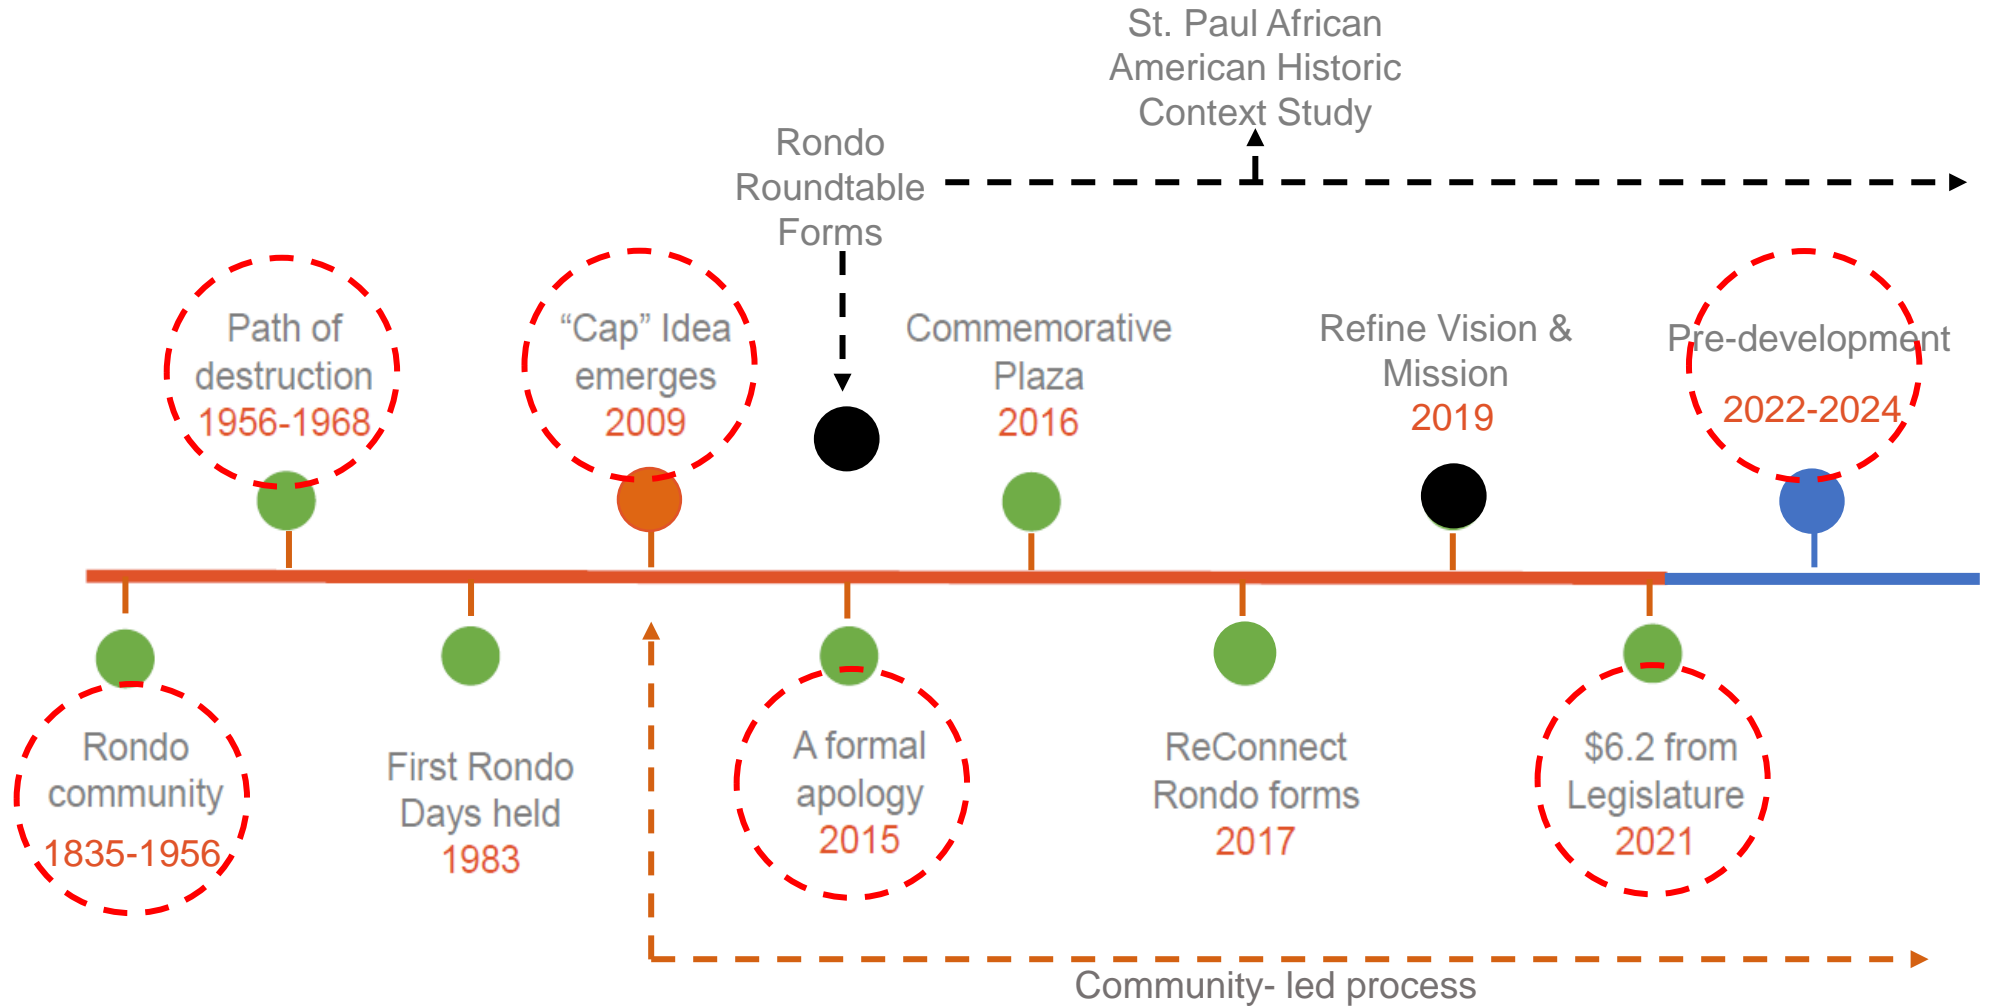 St. Paul African
American Historic
Context Study
Rondo
Roundtable
Forms
Path of
destruction
1956-1968
“Cap” Idea
emerges
2009
Commemorative
Plaza
2016
Refine Vision &
Mission
2019
Pre-development
2022-2024
Rondo
community
1835-1956
First Rondo
Days held
1983
A formal
apology
2015
ReConnect
Rondo forms
2017
$6.2 from
Legislature
2021
Community- led process